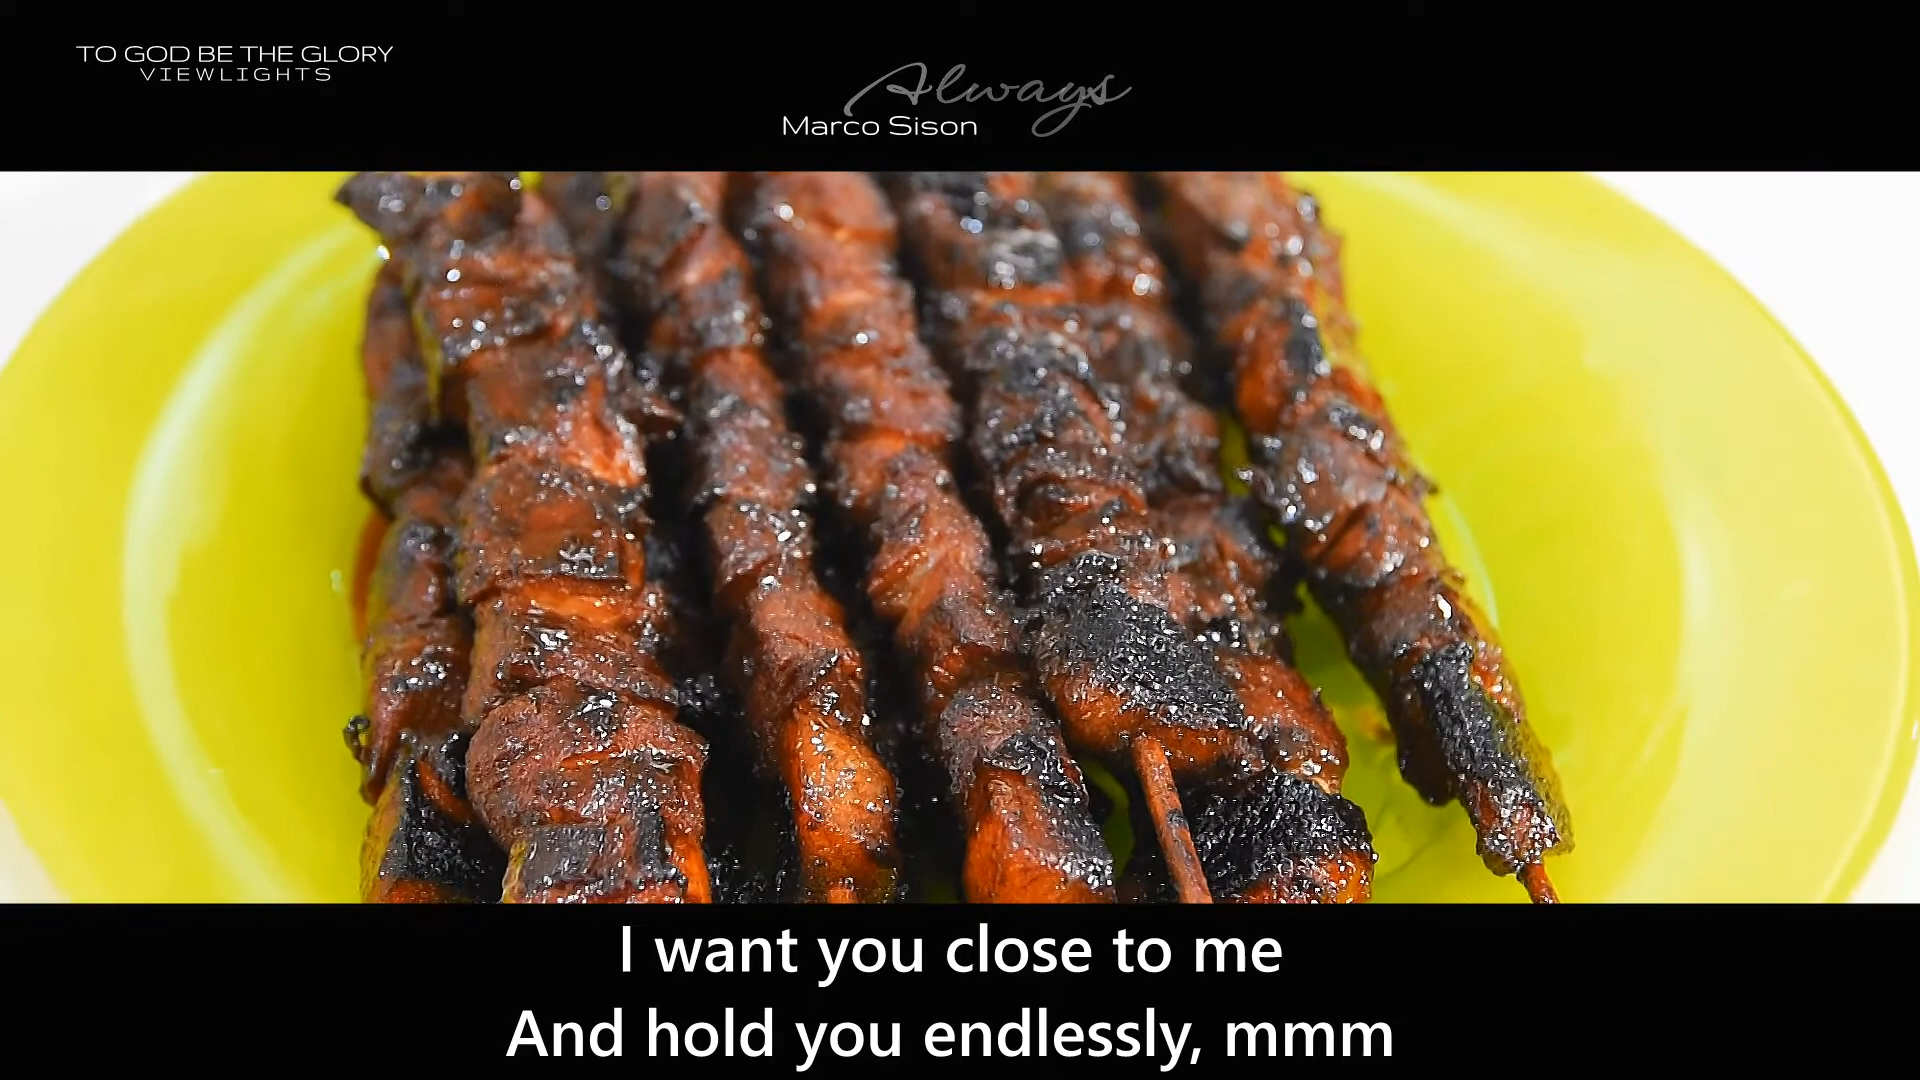 TO GOD BE THE GLORY
VIEWLIGHTS
Always
Marco Sison
I want you close to me
And hold you endlessly, mmm